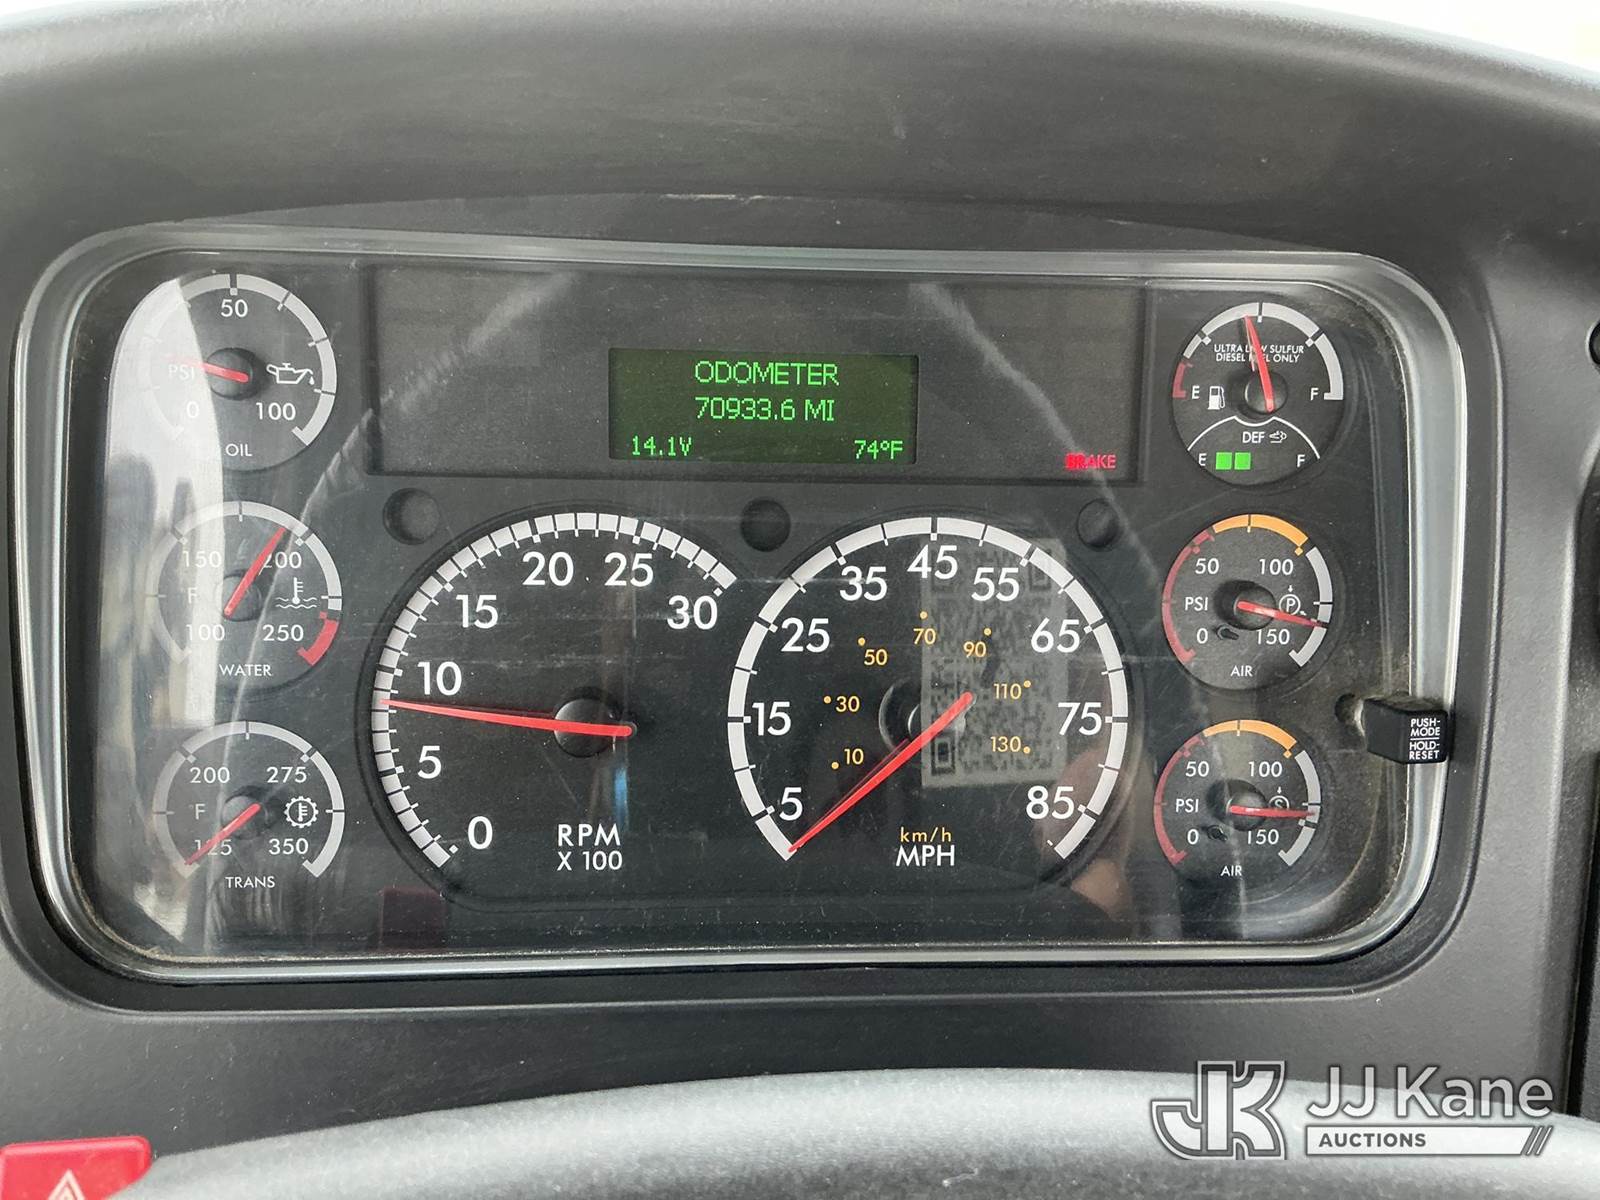 50
PSI
0 100
OIL
ODOMETER
70933.6 MI
14.1V 74°F
BRAKE
ULTRA LOW SULFUR
DIESEL FUEL ONLY
E F
DEF
E F
150 200
F
100 250
WATER
200 275
°F
125 350
TRANS
0 5 10 15 20 25 30
RPM
X 100
5 15 25 35 45 55 65 75 85
10 30 50 70 90 110 130
km/h
MPH
50 100
PSI P
0 150
AIR
50 100
PSI S
0 150
AIR
PUSH-
MODE
HOLD-
RESET
JK JJ Kane
AUCTIONS